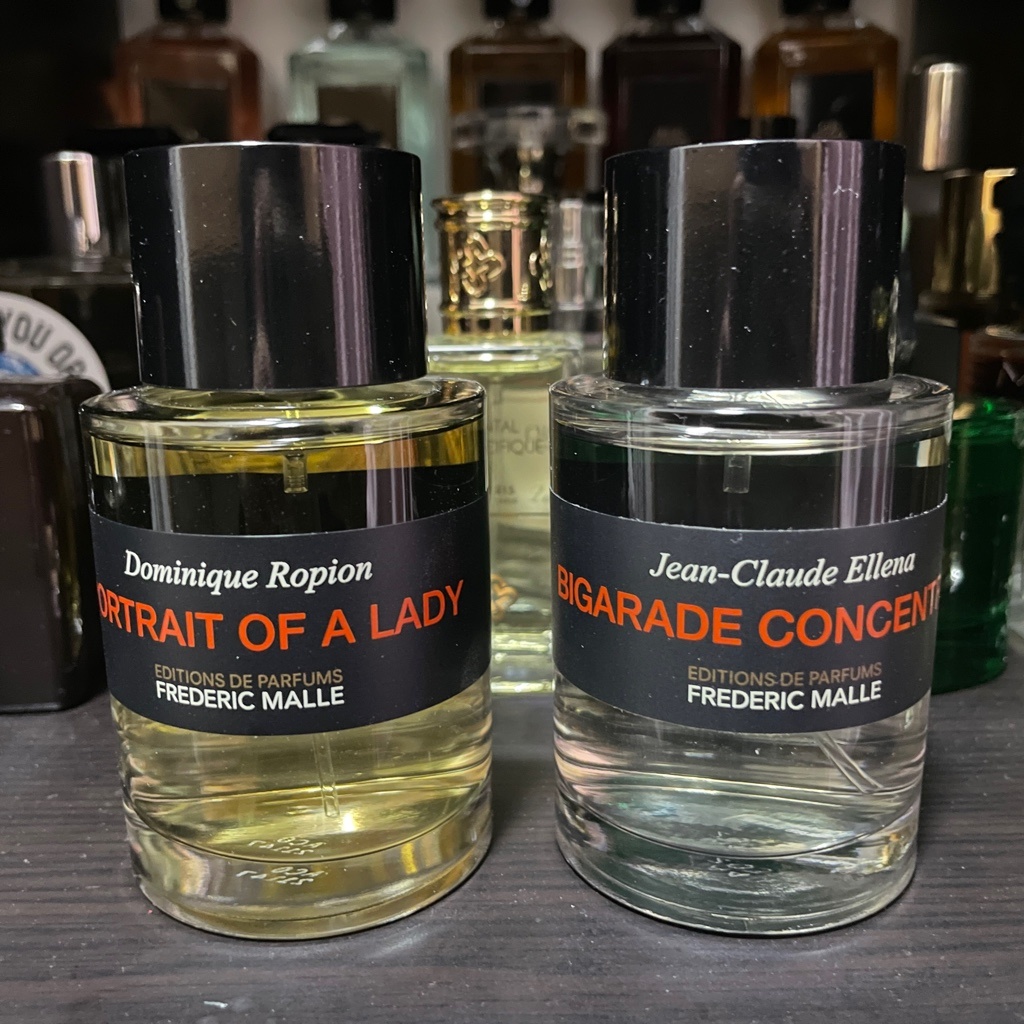 Dominique Ropion
ORTRAIT OF A LADY
EDITIONS DE PARFUMS
FREDERIC MALLE
Jean-Claude Ellena
BIGARADE CONCENT
EDITIONS DE PARFUMS
FREDERIC MALLE
YOU